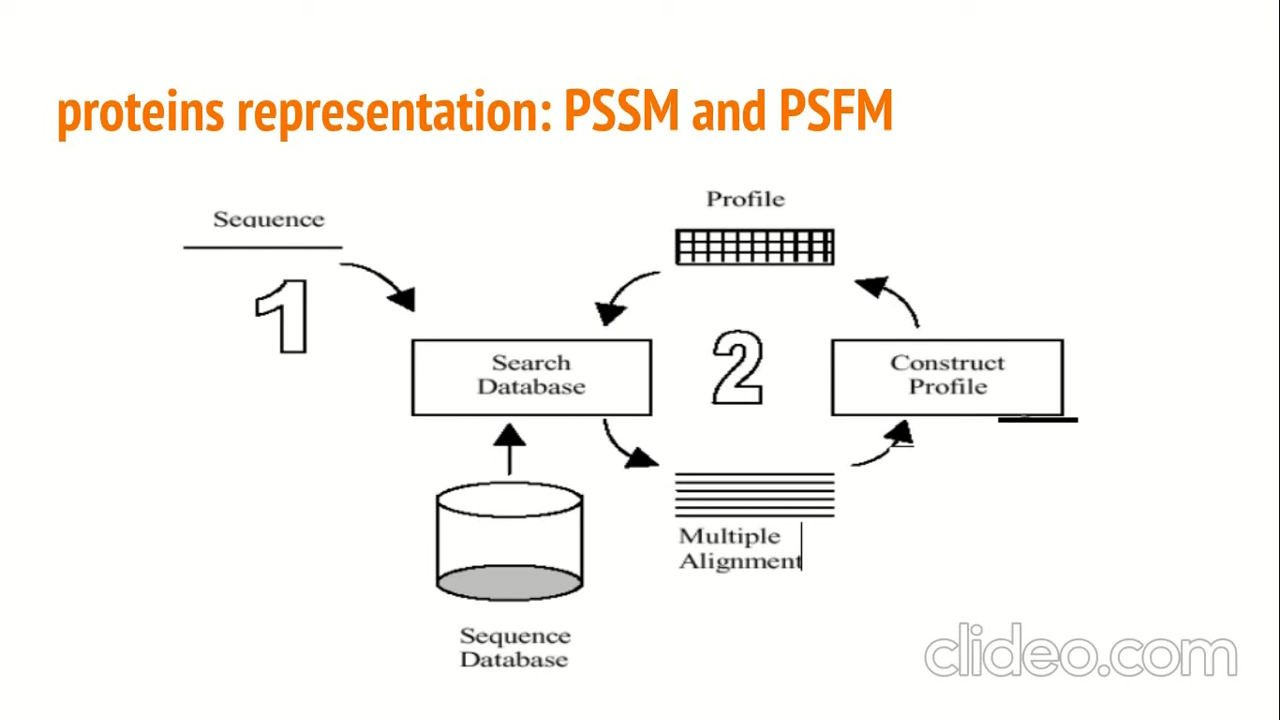 proteins representation: PSSM and PSFM
Sequence
1
Profile
Search
Database
2
Construct
Profile
Multiple
Alignment
Sequence
Database
clideo.com